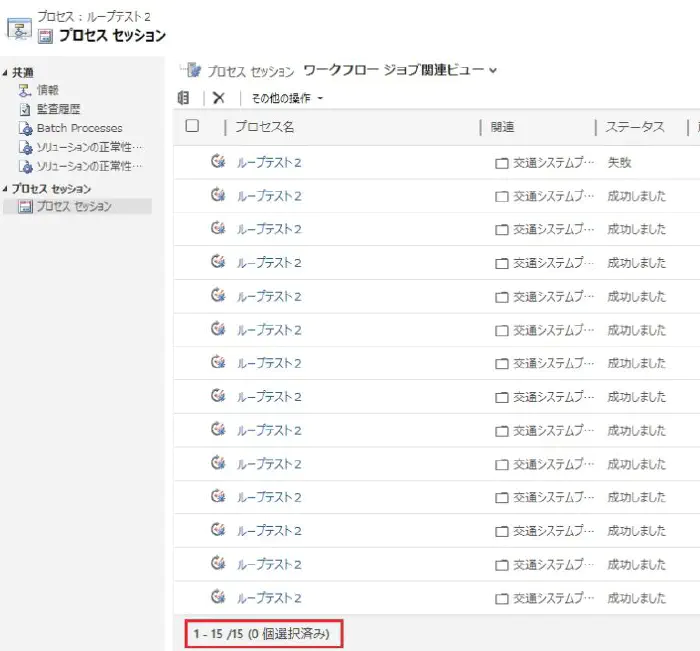 プロセス : ループテスト2
プロセス セッション
共通
情報
監査履歴
Batch Processes
ソリューションの正常性…
ソリューションの正常性…
プロセス セッション
プロセス セッション
プロセス セッション ワークフロー ジョブ関連ビュー
その他の操作
プロセス名 関連 ステータス
ループテスト2 交通システムプ… 失敗
ループテスト2 交通システムプ… 成功しました
ループテスト2 交通システムプ… 成功しました
ループテスト2 交通システムプ… 成功しました
ループテスト2 交通システムプ… 成功しました
ループテスト2 交通システムプ… 成功しました
ループテスト2 交通システムプ… 成功しました
ループテスト2 交通システムプ… 成功しました
ループテスト2 交通システムプ… 成功しました
ループテスト2 交通システムプ… 成功しました
ループテスト2 交通システムプ… 成功しました
ループテスト2 交通システムプ… 成功しました
ループテスト2 交通システムプ… 成功しました
ループテスト2 交通システムプ… 成功しました
1 - 15 /15 (0 個選択済み)